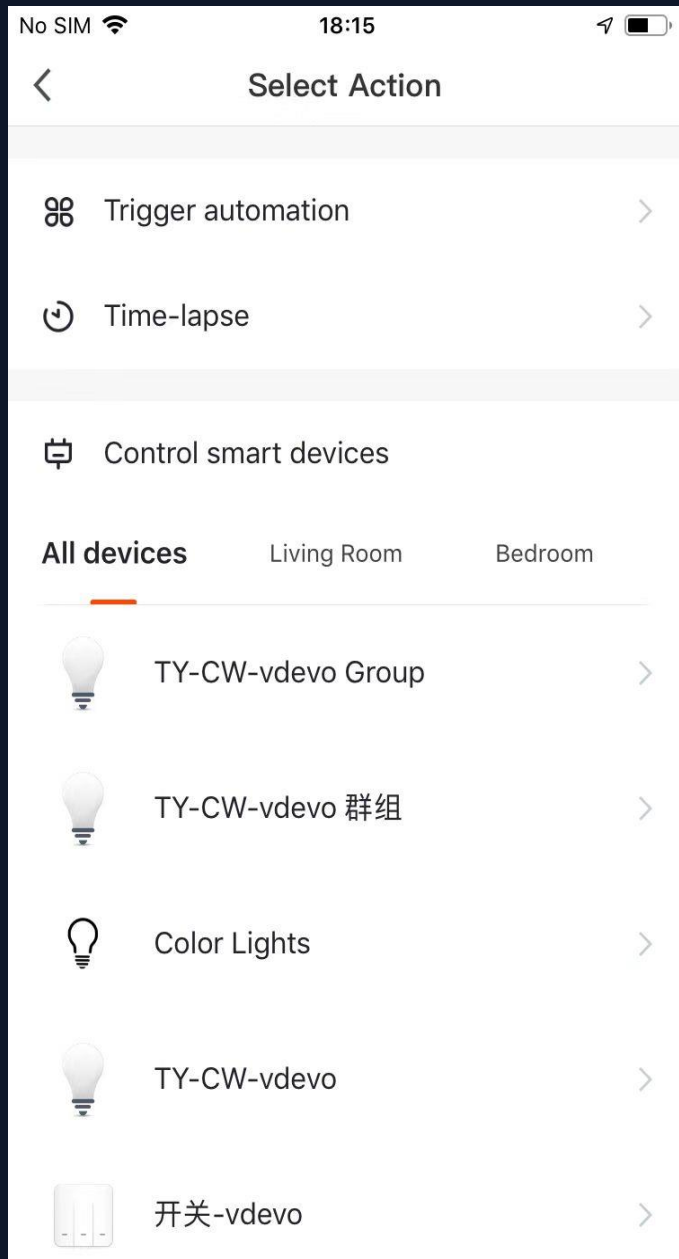 No SIM 18:15
Select Action
Trigger automation
Time-lapse
Control smart devices
All devices Living Room Bedroom
TY-CW-vdevo Group
TY-CW-vdevo 群组
Color Lights
TY-CW-vdevo
开关-vdevo